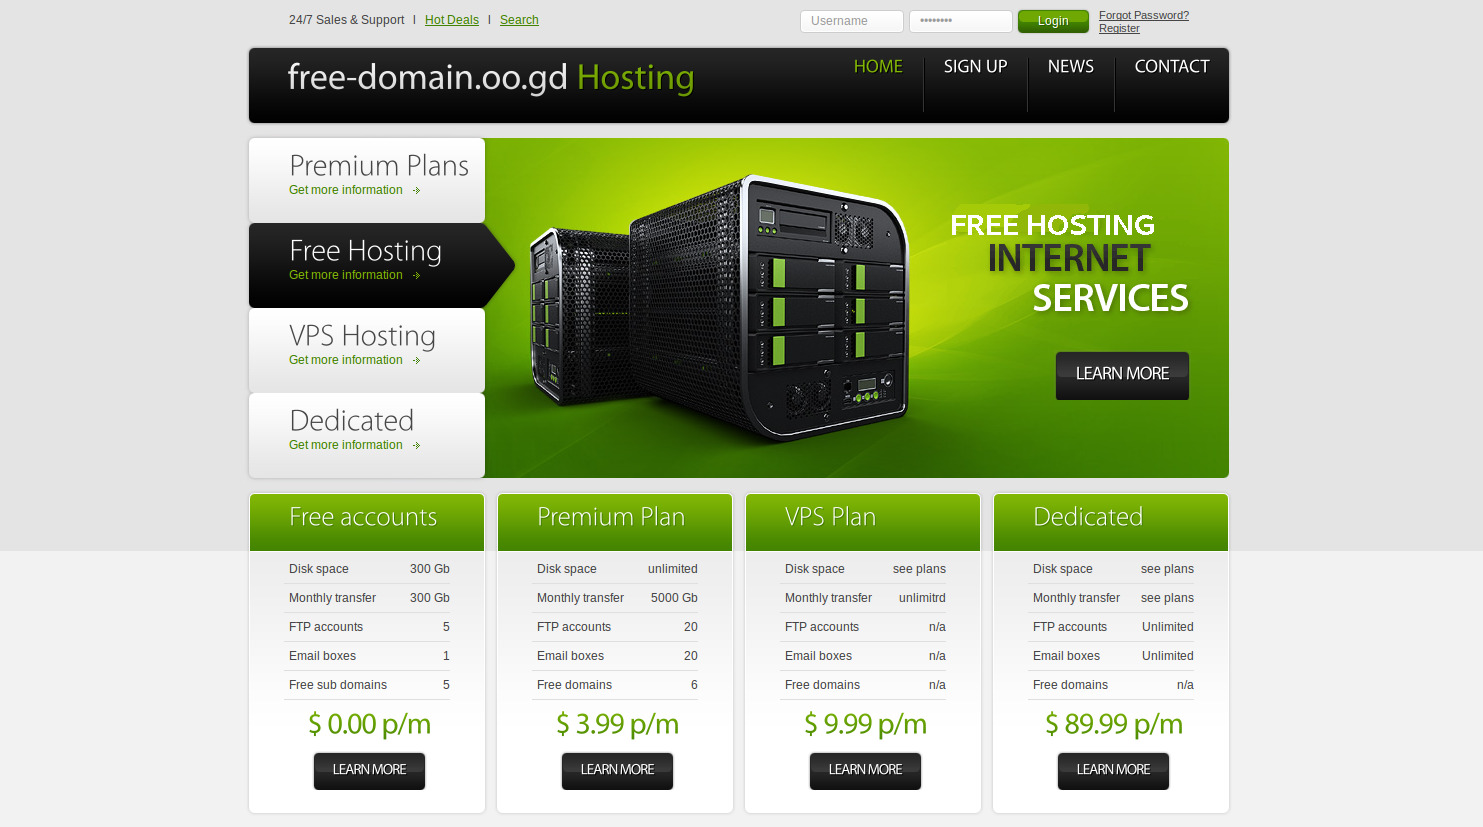 24/7 Sales & Support | Hot Deals | Search
Username
••••••••
Login
Forgot Password?
Register
free-domain.oo.gd Hosting
HOME
SIGN UP
NEWS
CONTACT
Premium Plans
Get more information
Free Hosting
Get more information
VPS Hosting
Get more information
Dedicated
Get more information
FREE HOSTING
INTERNET
SERVICES
LEARN MORE
Free accounts
Disk space 300 Gb
Monthly transfer 300 Gb
FTP accounts 5
Email boxes 1
Free sub domains 5
$ 0.00 p/m
LEARN MORE
Premium Plan
Disk space unlimited
Monthly transfer 5000 Gb
FTP accounts 20
Email boxes 20
Free domains 6
$ 3.99 p/m
LEARN MORE
VPS Plan
Disk space see plans
Monthly transfer unlimitrd
FTP accounts n/a
Email boxes n/a
Free domains n/a
$ 9.99 p/m
LEARN MORE
Dedicated
Disk space see plans
Monthly transfer see plans
FTP accounts Unlimited
Email boxes Unlimited
Free domains n/a
$ 89.99 p/m
LEARN MORE